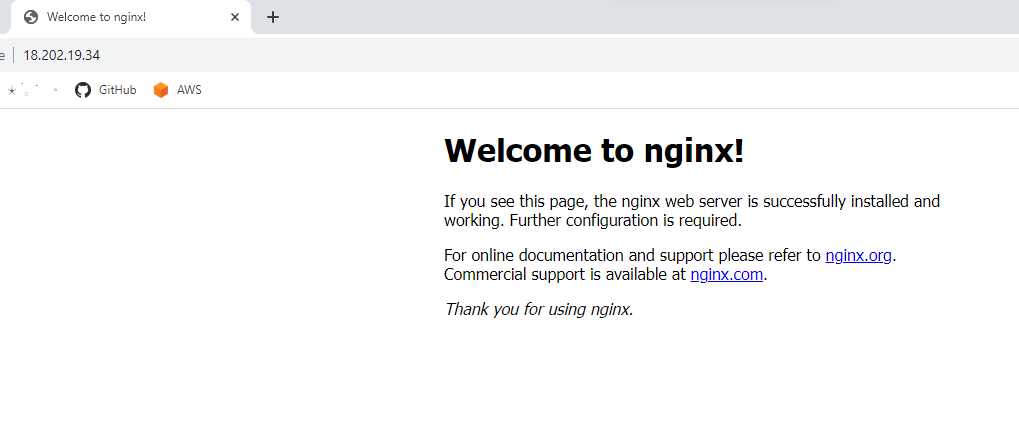 Welcome to nginx!
e 18.202.19.34
GitHub AWS
Welcome to nginx!
If you see this page, the nginx web server is successfully installed and
working. Further configuration is required.
For online documentation and support please refer to nginx.org.
Commercial support is available at nginx.com.
Thank you for using nginx.